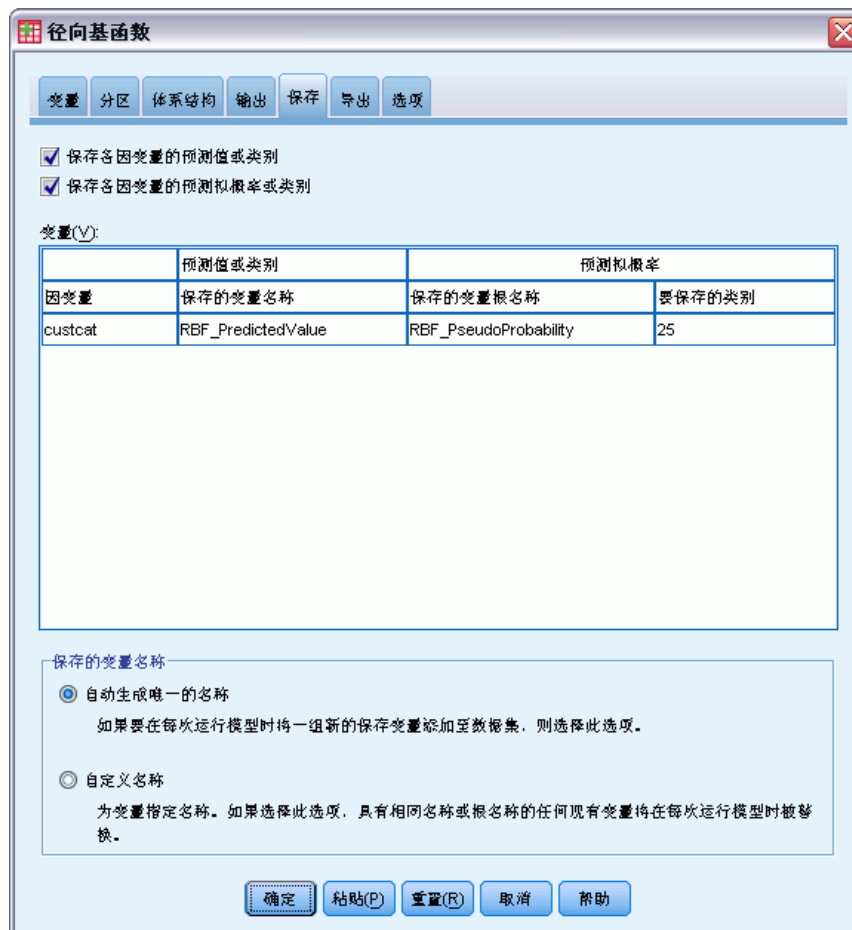 径向基函数
变量 分区 体系结构 输出 保存 导出 选项
保存各因变量的预测值或类别
保存各因变量的预测拟概率或类别
变量(V):
预测值或类别 预测拟概率
因变量 保存的变量名称 保存的变量根名称 要保存的类别
custcat RBF_PredictedValue RBF_PseudoProbability 25
保存的变量名称
自动生成唯一的名称
如果要在每次运行模型时将一组新的保存变量添加至数据集，则选择此选项。
自定义名称
为变量指定名称。如果选择此选项，具有相同名称或根名称的任何现有变量将在每次运行模型时被替
换。
确定 粘贴(P) 重置(R) 取消 帮助